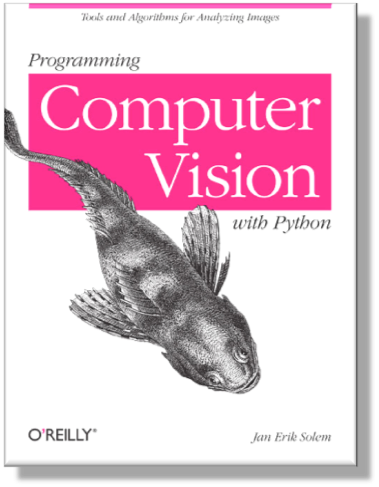 Tools and Algorithms for Analyzing Images
Programming
Computer
Vision
with Python
O'REILLY®
Jan Erik Solem